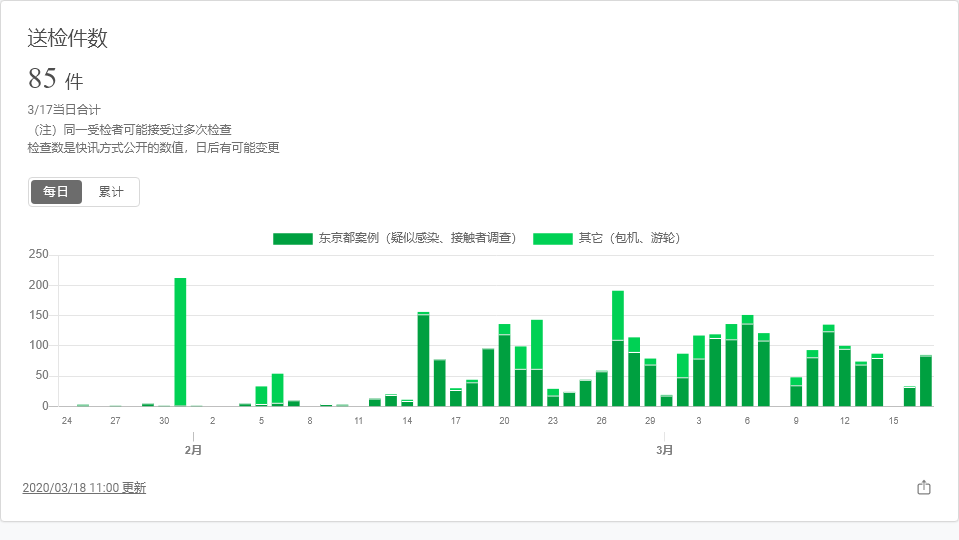 送检件数
85 件
3/17当日合计
（注）同一受检者可能接受过多次检查
检查数是快讯方式公开的数值，日后有可能变更
每日 累计
东京都案例（疑似感染、接触者调查） 其它（包机、游轮）
250
200
150
100
50
0
24 27 30 2 5 8 11 14 17 20 23 26 29 3 6 9 12 15
2月 3月
2020/03/18 11:00 更新